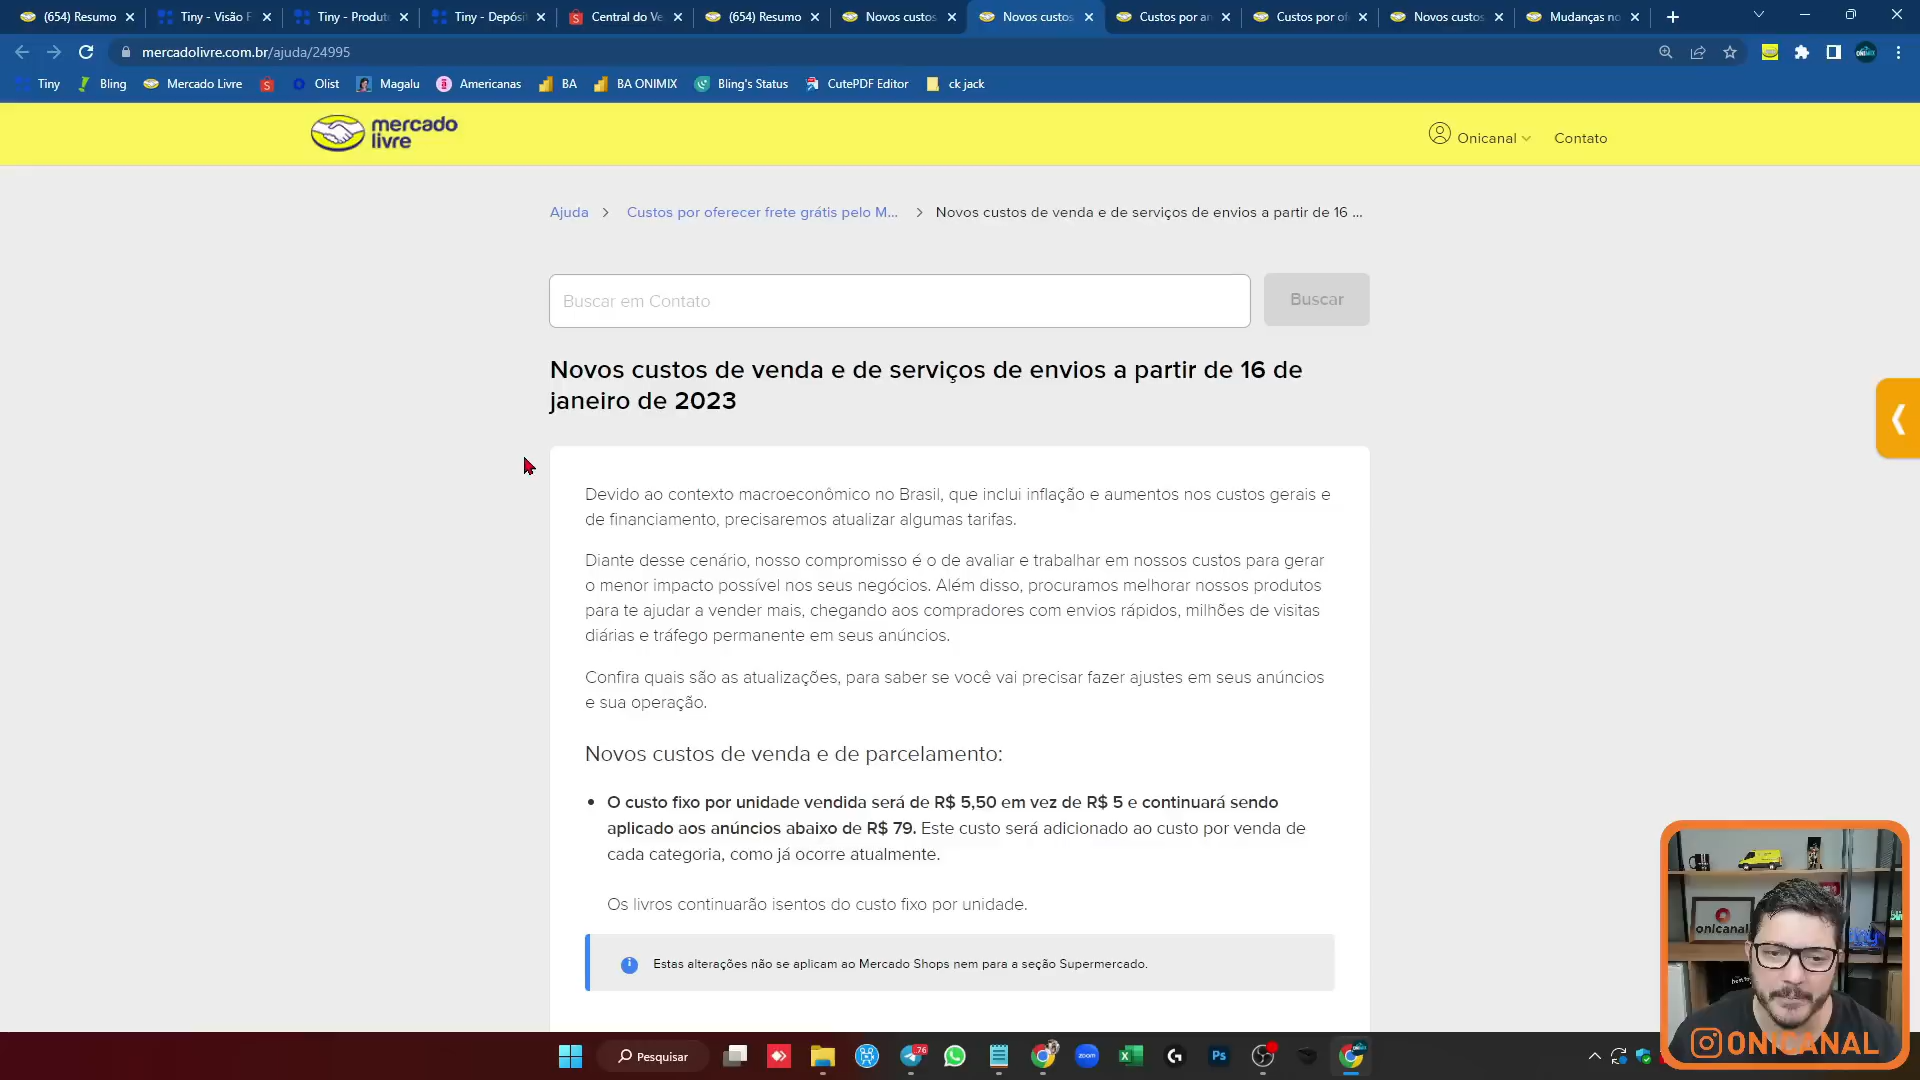 (654) Resumo
Tiny - Visão F
Tiny - Produt
Tiny - Depósi
Central do Ve
(654) Resumo
Novos custos
Novos custos
Custos por an
Custos por of
Novos custos
Mudanças no
mercadolivre.com.br/ajuda/24995
Tiny
Bling
Mercado Livre
Olist
Magalu
Americanas
BA
BA ONIMIX
Bling's Status
CutePDF Editor
ck jack
mercado
livre
Onicanal
Contato
Ajuda
Custos por oferecer frete grátis pelo M...
Novos custos de venda e de serviços de envios a partir de 16 ...
Buscar em Contato
Buscar
Novos custos de venda e de serviços de envios a partir de 16 de
janeiro de 2023
Devido ao contexto macroeconômico no Brasil, que inclui inflação e aumentos nos custos gerais e
de financiamento, precisaremos atualizar algumas tarifas.
Diante desse cenário, nosso compromisso é o de avaliar e trabalhar em nossos custos para gerar
o menor impacto possível nos seus negócios. Além disso, procuramos melhorar nossos produtos
para te ajudar a vender mais, chegando aos compradores com envios rápidos, milhões de visitas
diárias e tráfego permanente em seus anúncios.
Confira quais são as atualizações, para saber se você vai precisar fazer ajustes em seus anúncios
e sua operação.
Novos custos de venda e de parcelamento:
• O custo fixo por unidade vendida será de R$ 5,50 em vez de R$ 5 e continuará sendo
aplicado aos anúncios abaixo de R$ 79. Este custo será adicionado ao custo por venda de
cada categoria, como já ocorre atualmente.
Os livros continuarão isentos do custo fixo por unidade.
Estas alterações não se aplicam ao Mercado Shops nem para a seção Supermercado.
onicanal
ONICANAL
Pesquisar
76
zoom
Ps